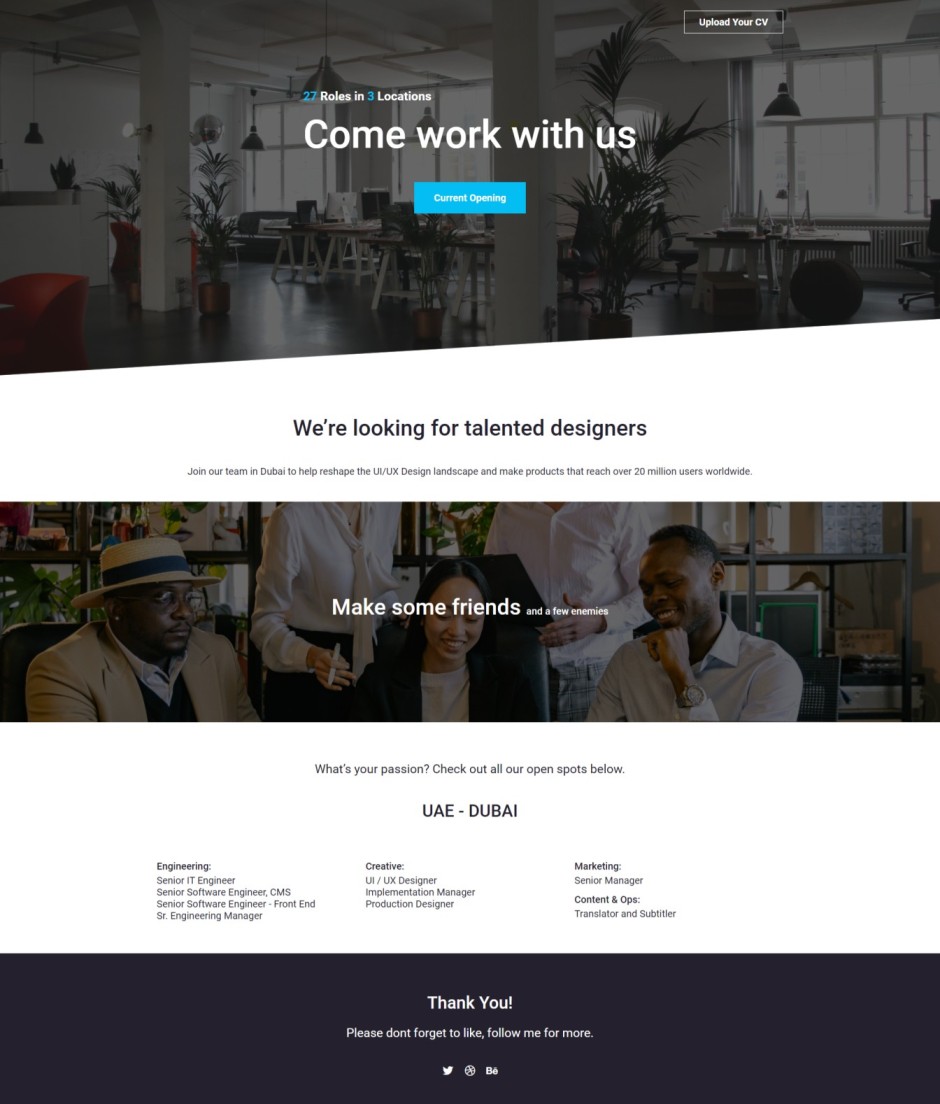 Upload Your CV
27 Roles in 3 Locations
Come work with us
Current Opening
We’re looking for talented designers
Join our team in Dubai to help reshape the UI/UX Design landscape and make products that reach over 20 million users worldwide.
Make some friends and a few enemies
What’s your passion? Check out all our open spots below.
UAE - DUBAI
Engineering:
Senior IT Engineer
Senior Software Engineer, CMS
Senior Software Engineer - Front End
Sr. Engineering Manager
Creative:
UI / UX Designer
Implementation Manager
Production Designer
Marketing:
Senior Manager
Content & Ops:
Translator and Subtitler
Thank You!
Please dont forget to like, follow me for more.
Bē